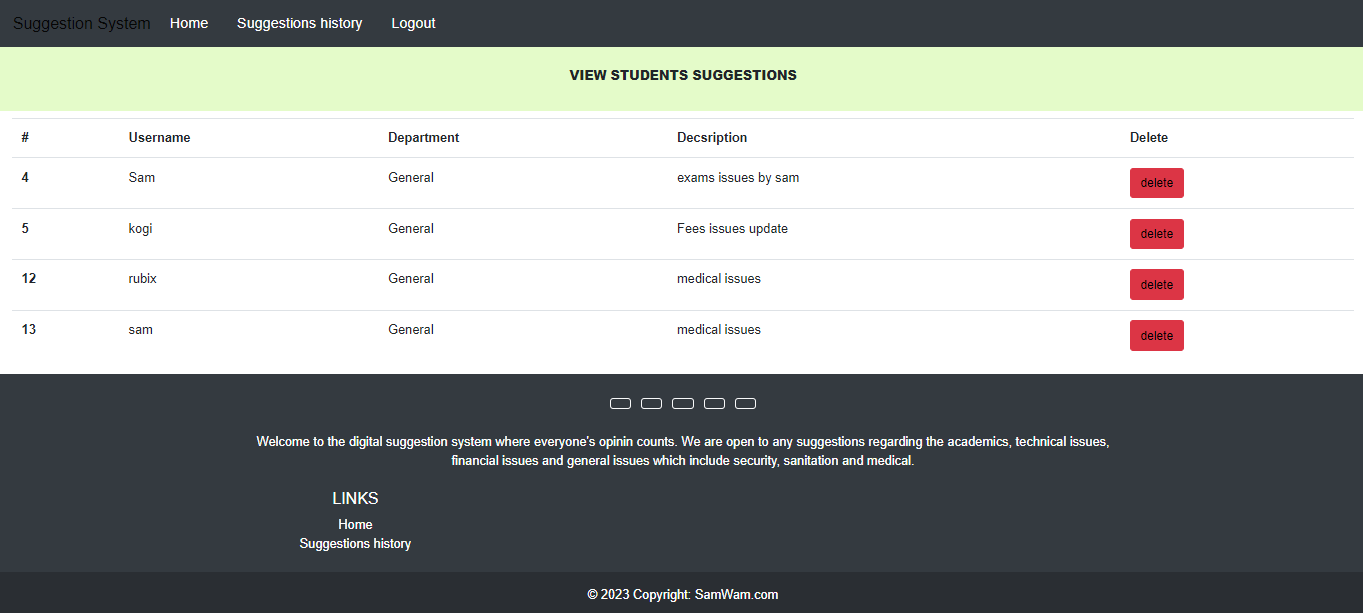 Suggestion System Home Suggestions history Logout
VIEW STUDENTS SUGGESTIONS
# Username Department Decsription Delete
4 Sam General exams issues by sam delete
5 kogi General Fees issues update delete
12 rubix General medical issues delete
13 sam General medical issues delete
Welcome to the digital suggestion system where everyone's opinin counts. We are open to any suggestions regarding the academics, technical issues,
financial issues and general issues which include security, sanitation and medical.
LINKS
Home
Suggestions history
© 2023 Copyright: SamWam.com